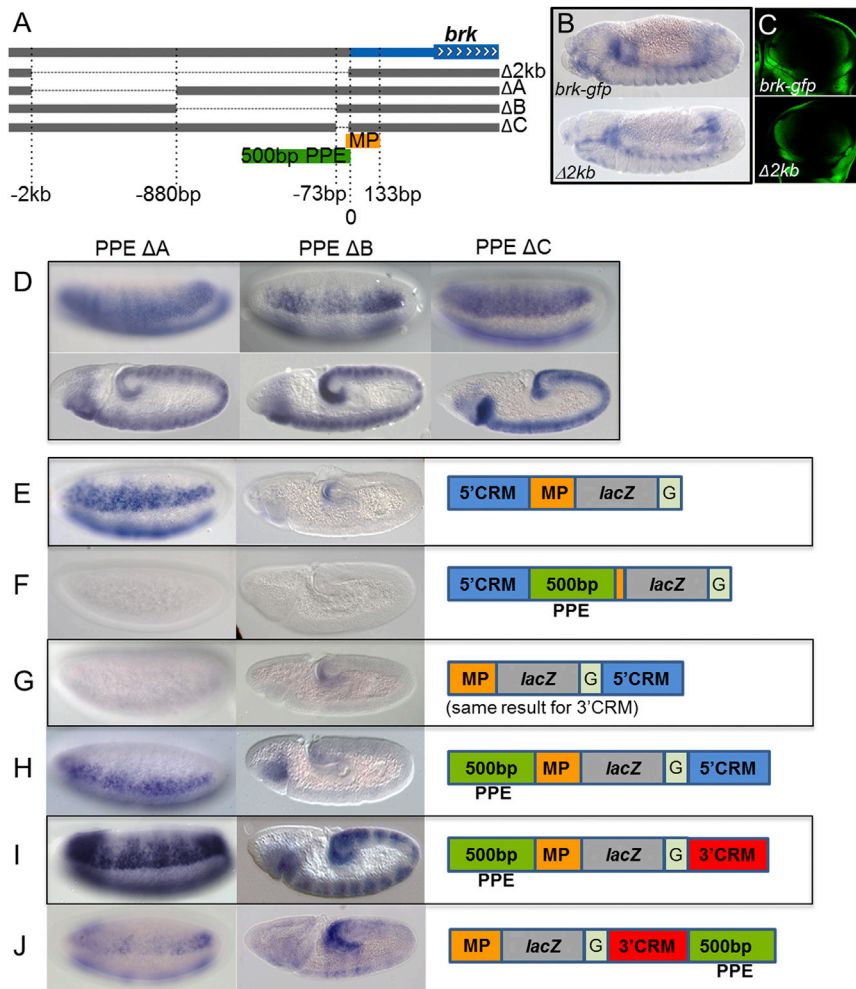 A
brk
Δ2kb
ΔA
ΔB
ΔC
MP
500bp PPE
-2kb
-880bp
-73bp
133bp
0
B
brk-gfp
Δ2kb
C
brk-gfp
Δ2kb
PPE ΔA
PPE ΔB
PPE ΔC
D
E
5'CRM MP lacZ G
F
5'CRM 500bp lacZ G
PPE
G
MP lacZ G 5'CRM
(same result for 3'CRM)
H
500bp MP lacZ G 5'CRM
PPE
I
500bp MP lacZ G 3'CRM
PPE
J
MP lacZ G 3'CRM 500bp
PPE